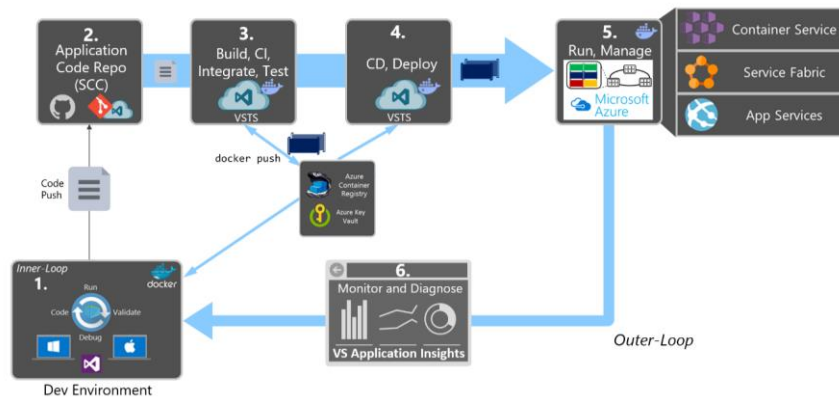 2.
Application
Code Repo
(SCC)
3.
Build, CI,
Integrate, Test
VSTS
4.
CD, Deploy
VSTS
5.
Run, Manage
Microsoft
Azure
Container Service
Service Fabric
App Services
docker push
Azure
Container
Registry
Azure Key
Vault
Code
Push
Inner-Loop
1.
docker
Run
Code
Validate
Debug
Dev Environment
6.
Monitor and Diagnose
VS Application Insights
Outer-Loop